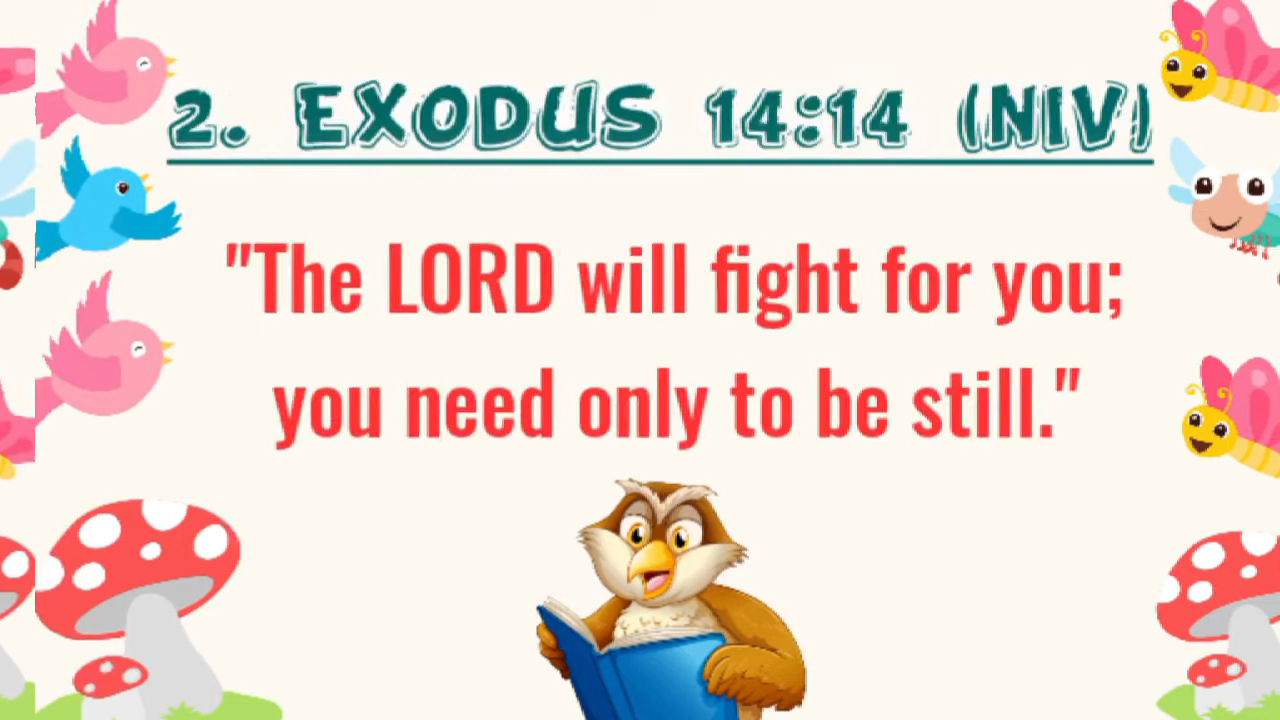 2. EXODUS 14:14 (NIV)
"The LORD will fight for you;
you need only to be still."